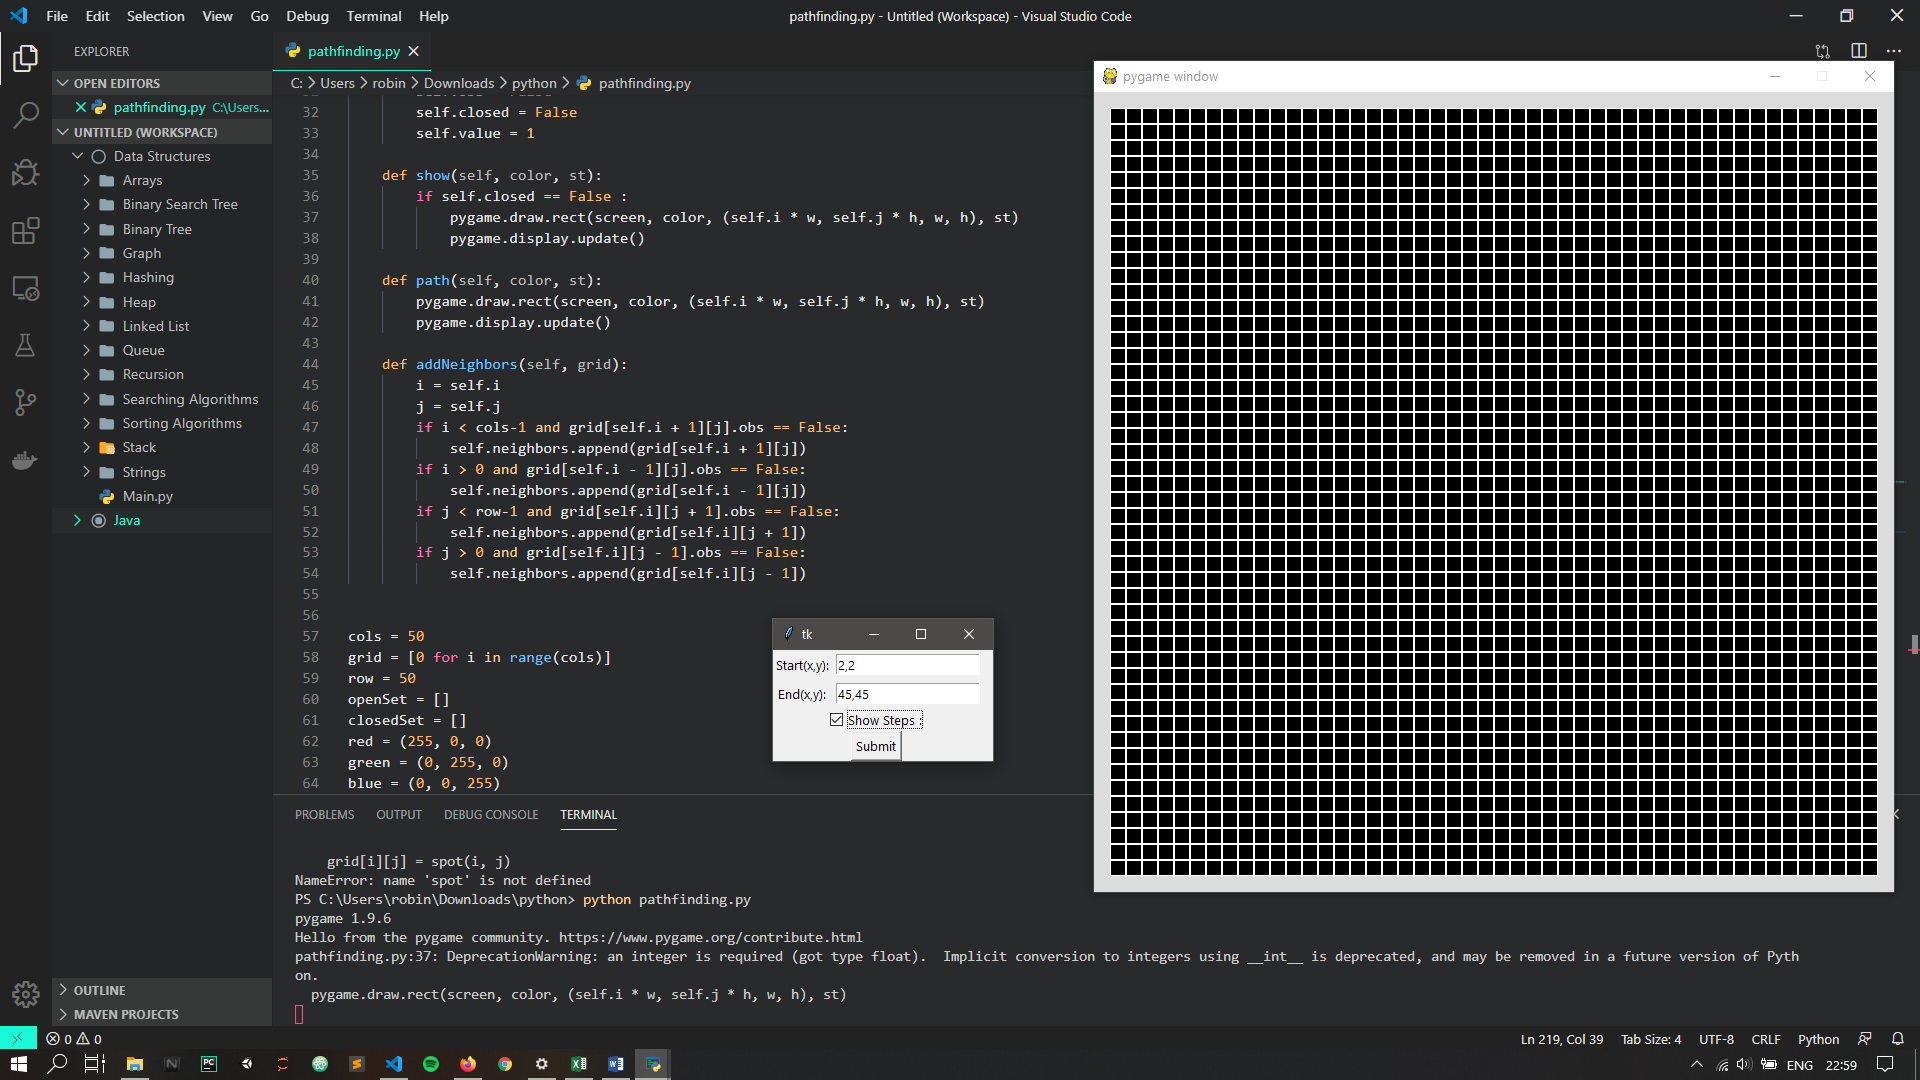 File Edit Selection View Go Debug Terminal Help
pathfinding.py - Untitled (Workspace) - Visual Studio Code
EXPLORER
OPEN EDITORS
pathfinding.py C:\Users...
UNTITLED (WORKSPACE)
Data Structures
Arrays
Binary Search Tree
Binary Tree
Graph
Hashing
Heap
Linked List
Queue
Recursion
Searching Algorithms
Sorting Algorithms
Stack
Strings
Main.py
Java
OUTLINE
MAVEN PROJECTS
pathfinding.py
C: > Users > robin > Downloads > python > pathfinding.py
32 self.closed = False
33 self.value = 1
34
35 def show(self, color, st):
36 if self.closed == False :
37 pygame.draw.rect(screen, color, (self.i * w, self.j * h, w, h), st)
38 pygame.display.update()
39
40 def path(self, color, st):
41 pygame.draw.rect(screen, color, (self.i * w, self.j * h, w, h), st)
42 pygame.display.update()
43
44 def addNeighbors(self, grid):
45 i = self.i
46 j = self.j
47 if i < cols-1 and grid[self.i + 1][j].obs == False:
48 self.neighbors.append(grid[self.i + 1][j])
49 if i > 0 and grid[self.i - 1][j].obs == False:
50 self.neighbors.append(grid[self.i - 1][j])
51 if j < row-1 and grid[self.i][j + 1].obs == False:
52 self.neighbors.append(grid[self.i][j + 1])
53 if j > 0 and grid[self.i][j - 1].obs == False:
54 self.neighbors.append(grid[self.i][j - 1])
55
56
57 cols = 50
58 grid = [0 for i in range(cols)]
59 row = 50
60 openSet = []
61 closedSet = []
62 red = (255, 0, 0)
63 green = (0, 255, 0)
64 blue = (0, 0, 255)
tk
Start(x,y): 2,2
End(x,y): 45,45
Show Steps :
Submit
pygame window
PROBLEMS OUTPUT DEBUG CONSOLE TERMINAL
grid[i][j] = spot(i, j)
NameError: name 'spot' is not defined
PS C:\Users\robin\Downloads\python> python pathfinding.py
pygame 1.9.6
Hello from the pygame community. https://www.pygame.org/contribute.html
pathfinding.py:37: DeprecationWarning: an integer is required (got type float).  Implicit conversion to integers using __int__ is deprecated, and may be removed in a future version of Pyth
on.
pygame.draw.rect(screen, color, (self.i * w, self.j * h, w, h), st)
0 0
Ln 219, Col 39 Tab Size: 4 UTF-8 CRLF Python
PC
ENG 22:59